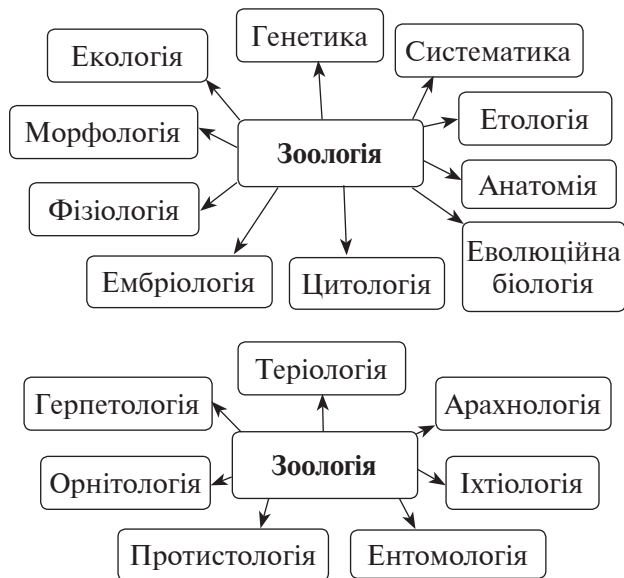 Генетика
Екологія
Систематика
Морфологія
Зоологія
Етологія
Анатомія
Фізіологія
Ембріологія
Цитологія
Еволюційна
біологія
Теріологія
Герпетологія
Арахнологія
Зоологія
Орнітологія
Іхтіологія
Протистологія
Ентомологія